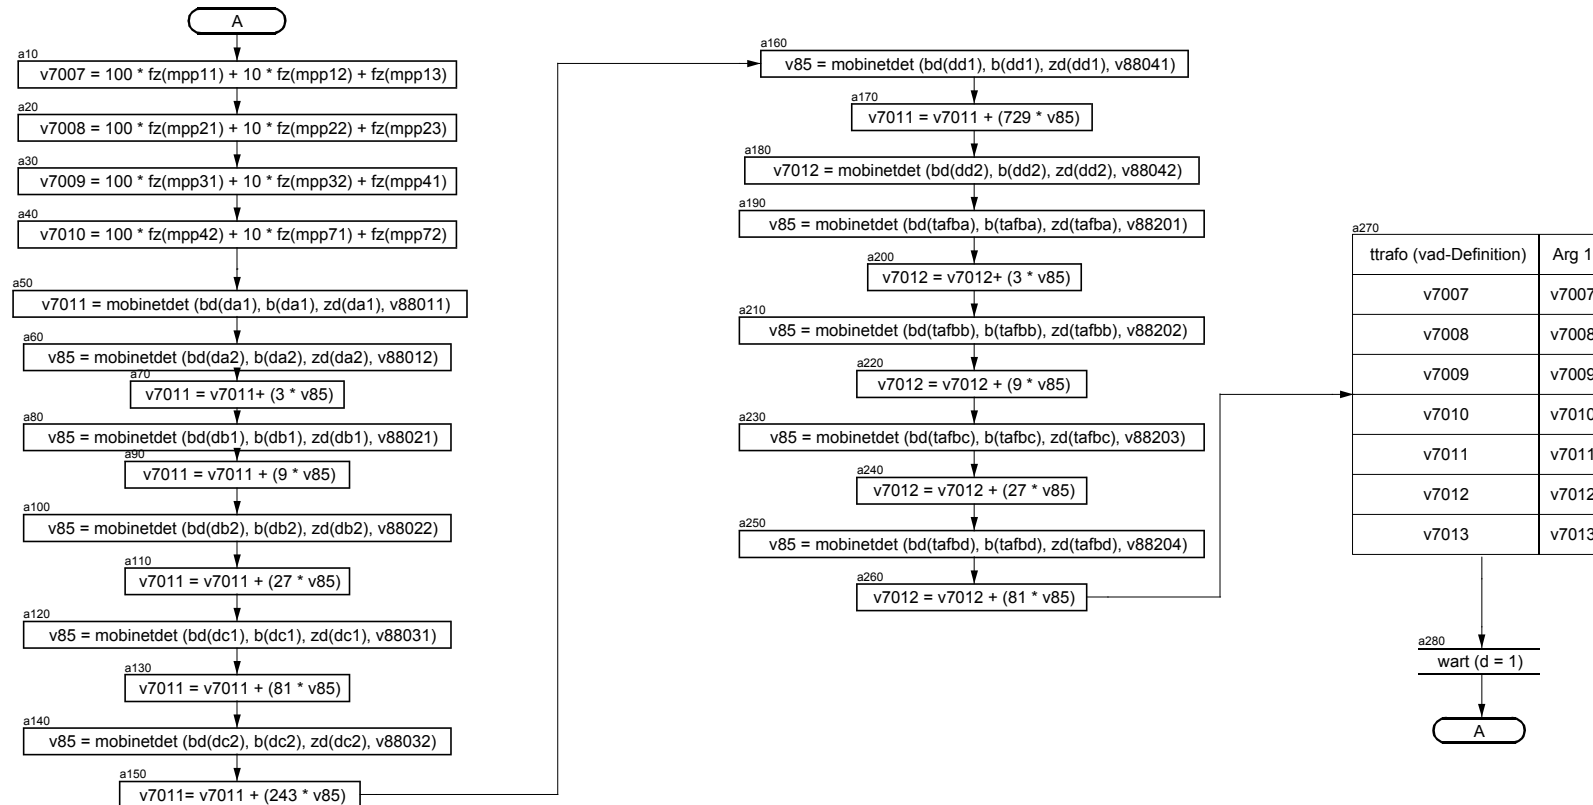 A
a10
v7007 = 100 * fz(mpp11) + 10 * fz(mpp12) + fz(mpp13)
a20
v7008 = 100 * fz(mpp21) + 10 * fz(mpp22) + fz(mpp23)
a30
v7009 = 100 * fz(mpp31) + 10 * fz(mpp32) + fz(mpp41)
a40
v7010 = 100 * fz(mpp42) + 10 * fz(mpp71) + fz(mpp72)
a50
v7011 = mobinetdet (bd(da1), b(da1), zd(da1), v88011)
a60
v85 = mobinetdet (bd(da2), b(da2), zd(da2), v88012)
a70
v7011 = v7011+ (3 * v85)
a80
v85 = mobinetdet (bd(db1), b(db1), zd(db1), v88021)
a90
v7011 = v7011 + (9 * v85)
a100
v85 = mobinetdet (bd(db2), b(db2), zd(db2), v88022)
a110
v7011 = v7011 + (27 * v85)
a120
v85 = mobinetdet (bd(dc1), b(dc1), zd(dc1), v88031)
a130
v7011 = v7011 + (81 * v85)
a140
v85 = mobinetdet (bd(dc2), b(dc2), zd(dc2), v88032)
a150
v7011= v7011 + (243 * v85)
a160
v85 = mobinetdet (bd(dd1), b(dd1), zd(dd1), v88041)
a170
v7011 = v7011 + (729 * v85)
a180
v7012 = mobinetdet (bd(dd2), b(dd2), zd(dd2), v88042)
a190
v85 = mobinetdet (bd(tafba), b(tafba), zd(tafba), v88201)
a200
v7012 = v7012+ (3 * v85)
a210
v85 = mobinetdet (bd(tafbb), b(tafbb), zd(tafbb), v88202)
a220
v7012 = v7012 + (9 * v85)
a230
v85 = mobinetdet (bd(tafbc), b(tafbc), zd(tafbc), v88203)
a240
v7012 = v7012 + (27 * v85)
a250
v85 = mobinetdet (bd(tafbd), b(tafbd), zd(tafbd), v88204)
a260
v7012 = v7012 + (81 * v85)
a270
ttrafo (vad-Definition) Arg 1
v7007 v7007
v7008 v7008
v7009 v7009
v7010 v7010
v7011 v7011
v7012 v7012
v7013 v7013
a280
wart (d = 1)
A